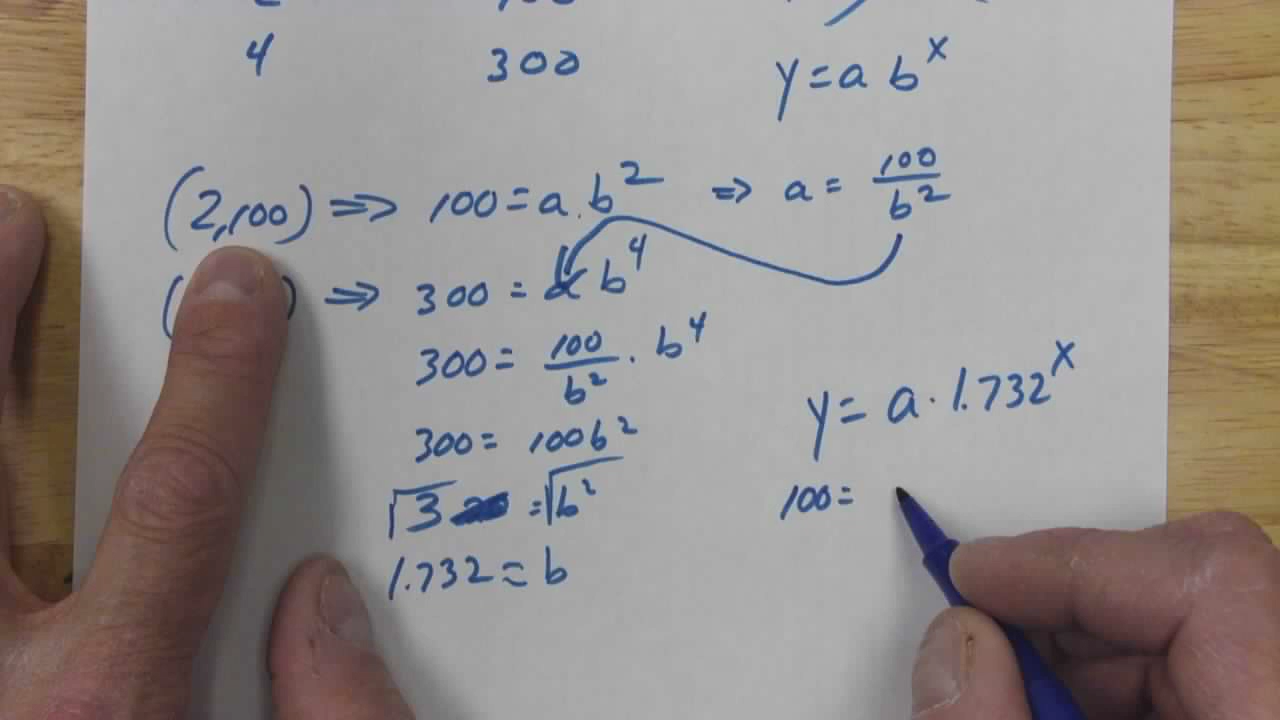 4 300
y = a b^x
(2,100) ⇒ 100 = a · b^2 ⇒ a = 100/b^2
( ) ⇒ 300 = a b^4
300 = 100/b^2 · b^4
300 = 100b^2
√3 = √b^2
1.732 = b
y = a · 1.732^x
100 =